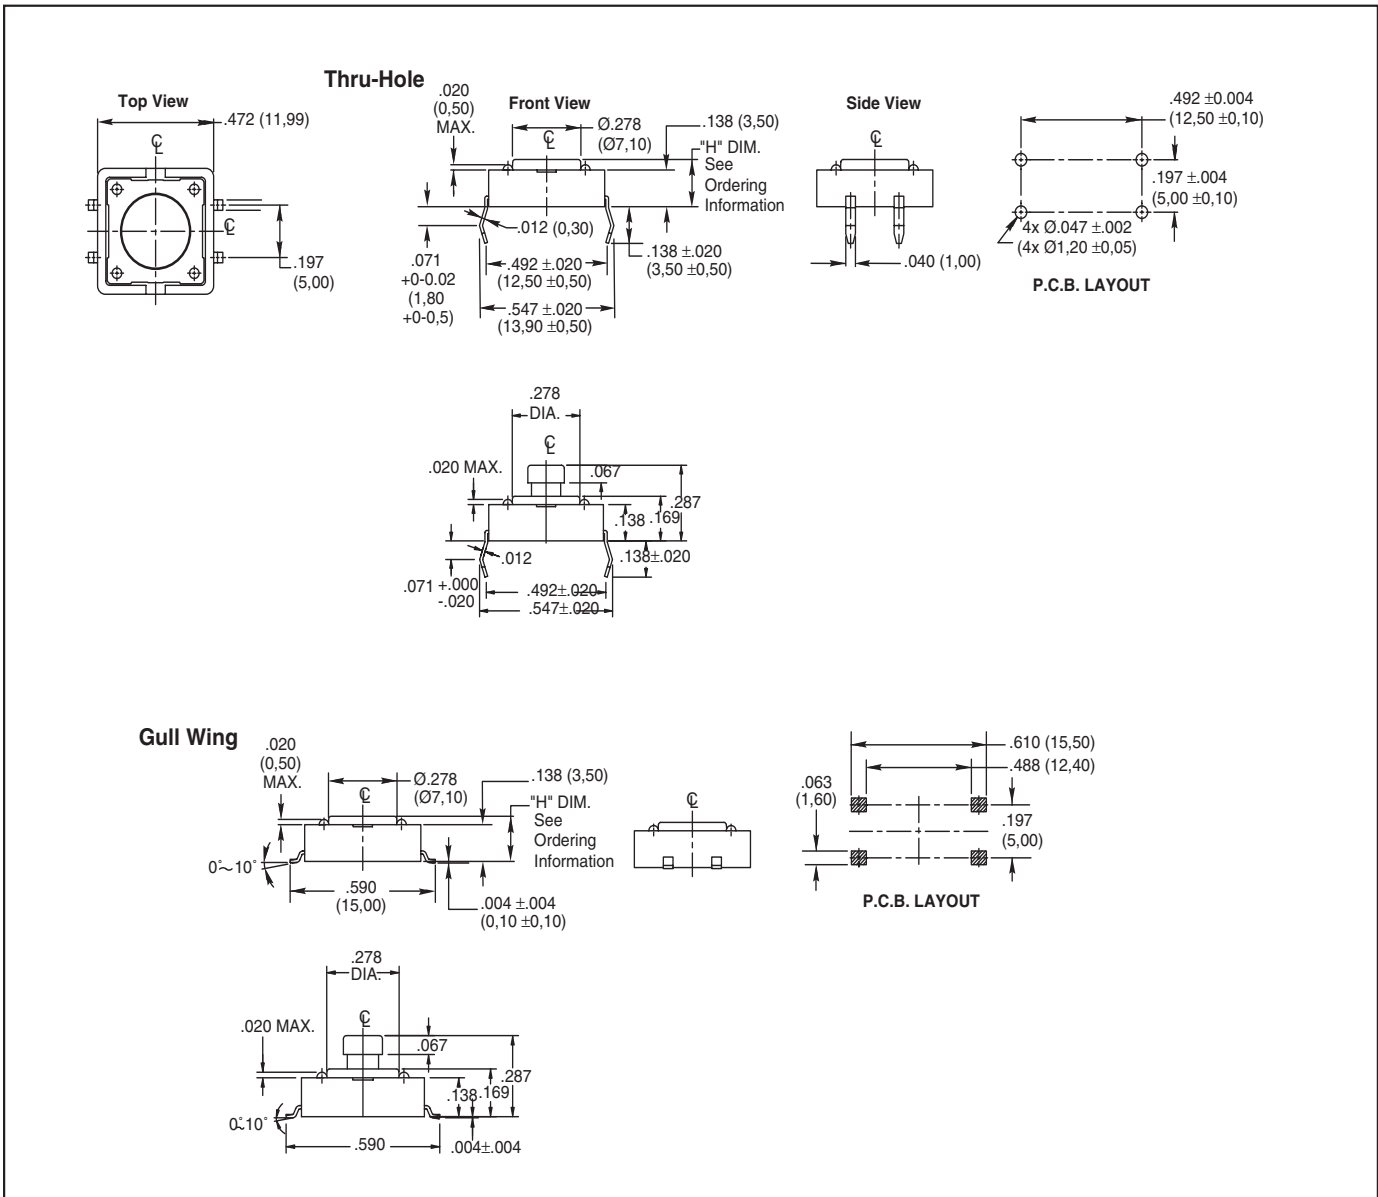 Thru-Hole
Top View
.472 (11,99)
℄
℄
.197
(5,00)
.020
(0,50)
MAX.
Front View
Ø.278
(Ø7,10)
℄
.138 (3,50)
"H" DIM.
See
Ordering
Information
.012 (0,30)
.071
+0-0.02
(1,80
+0-0,5)
.492 ±.020
(12,50 ±0,50)
.547 ±.020
(13,90 ±0,50)
.138 ±.020
(3,50 ±0,50)
Side View
℄
.040 (1,00)
.492 ±0.004
(12,50 ±0,10)
.197 ±.004
(5,00 ±0,10)
4x Ø.047 ±.002
(4x Ø1,20 ±0,05)
P.C.B. LAYOUT
.278
DIA.
℄
.020 MAX.
.067
.287
.138
.169
.012
.138±.020
.071 +.000
-.020
.492±.020
.547±.020
Gull Wing
.020
(0,50)
MAX.
Ø.278
(Ø7,10)
℄
.138 (3,50)
"H" DIM.
See
Ordering
Information
0°~10°
.590
(15,00)
.004 ±.004
(0,10 ±0,10)
℄
.610 (15,50)
.488 (12,40)
.063
(1,60)
.197
(5,00)
P.C.B. LAYOUT
.278
DIA.
℄
.020 MAX.
.067
.287
.138
.169
0°~10°
.590
.004±.004